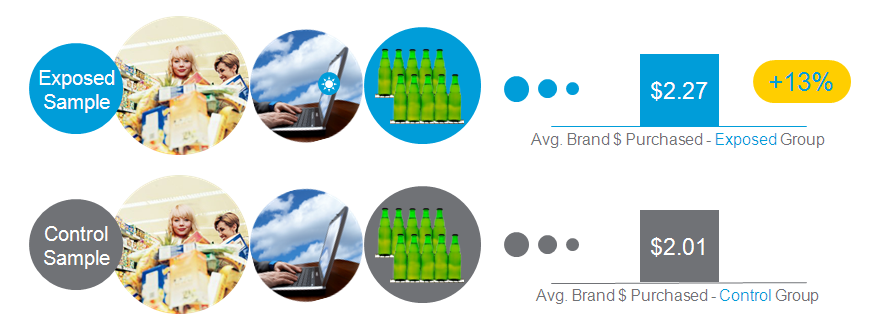 Exposed
Sample
$2.27
+13%
Avg. Brand $ Purchased - Exposed Group
Control
Sample
$2.01
Avg. Brand $ Purchased - Control Group